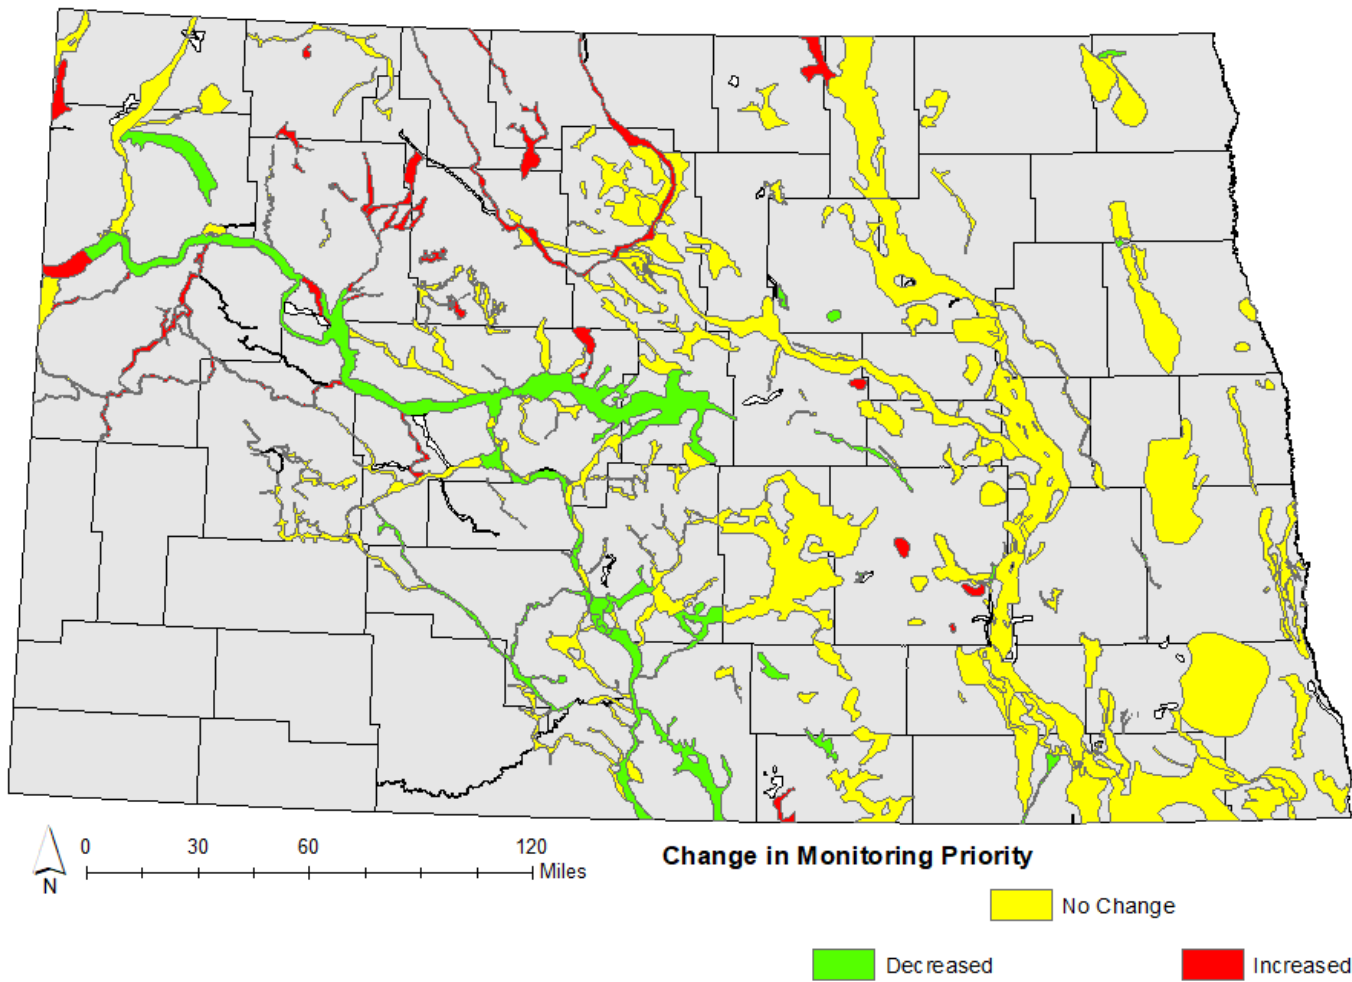 0 30 60 120
Miles
N
Change in Monitoring Priority
No Change
Decreased
Increased